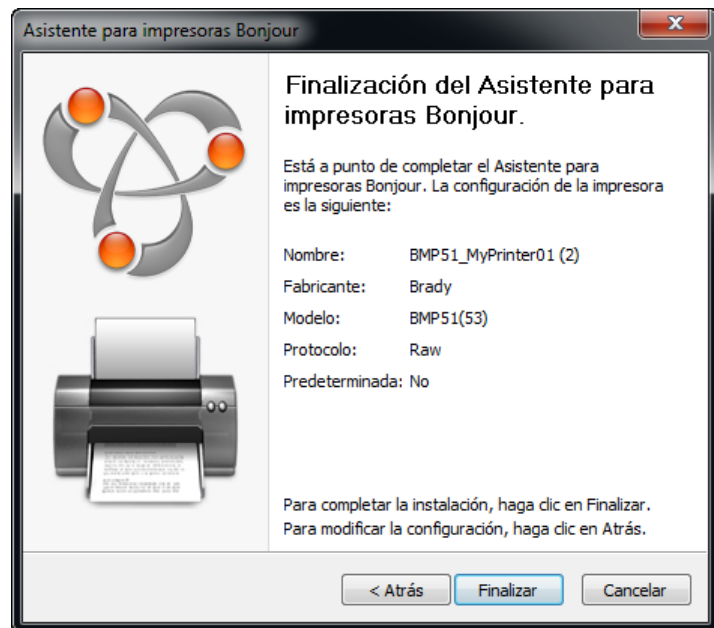 Asistente para impresoras Bonjour
Finalización del Asistente para
impresoras Bonjour.
Está a punto de completar el Asistente para
impresoras Bonjour. La configuración de la impresora
es la siguiente:
Nombre: BMP51_MyPrinter01 (2)
Fabricante: Brady
Modelo: BMP51(53)
Protocolo: Raw
Predeterminada: No
Para completar la instalación, haga clic en Finalizar.
Para modificar la configuración, haga clic en Atrás.
< Atrás Finalizar Cancelar